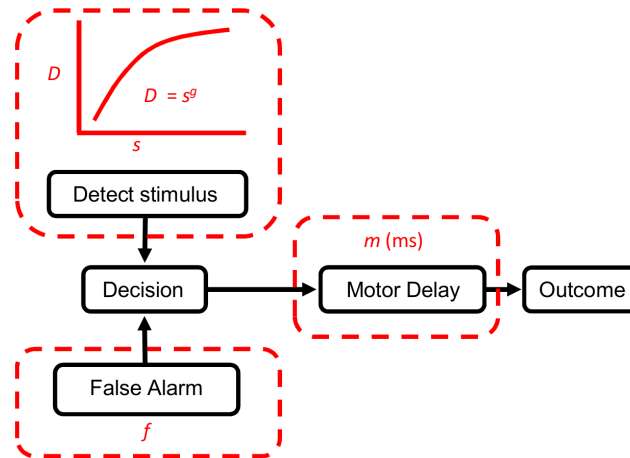 D
D = s^g
s
Detect stimulus
m (ms)
Decision
Motor Delay
Outcome
False Alarm
f